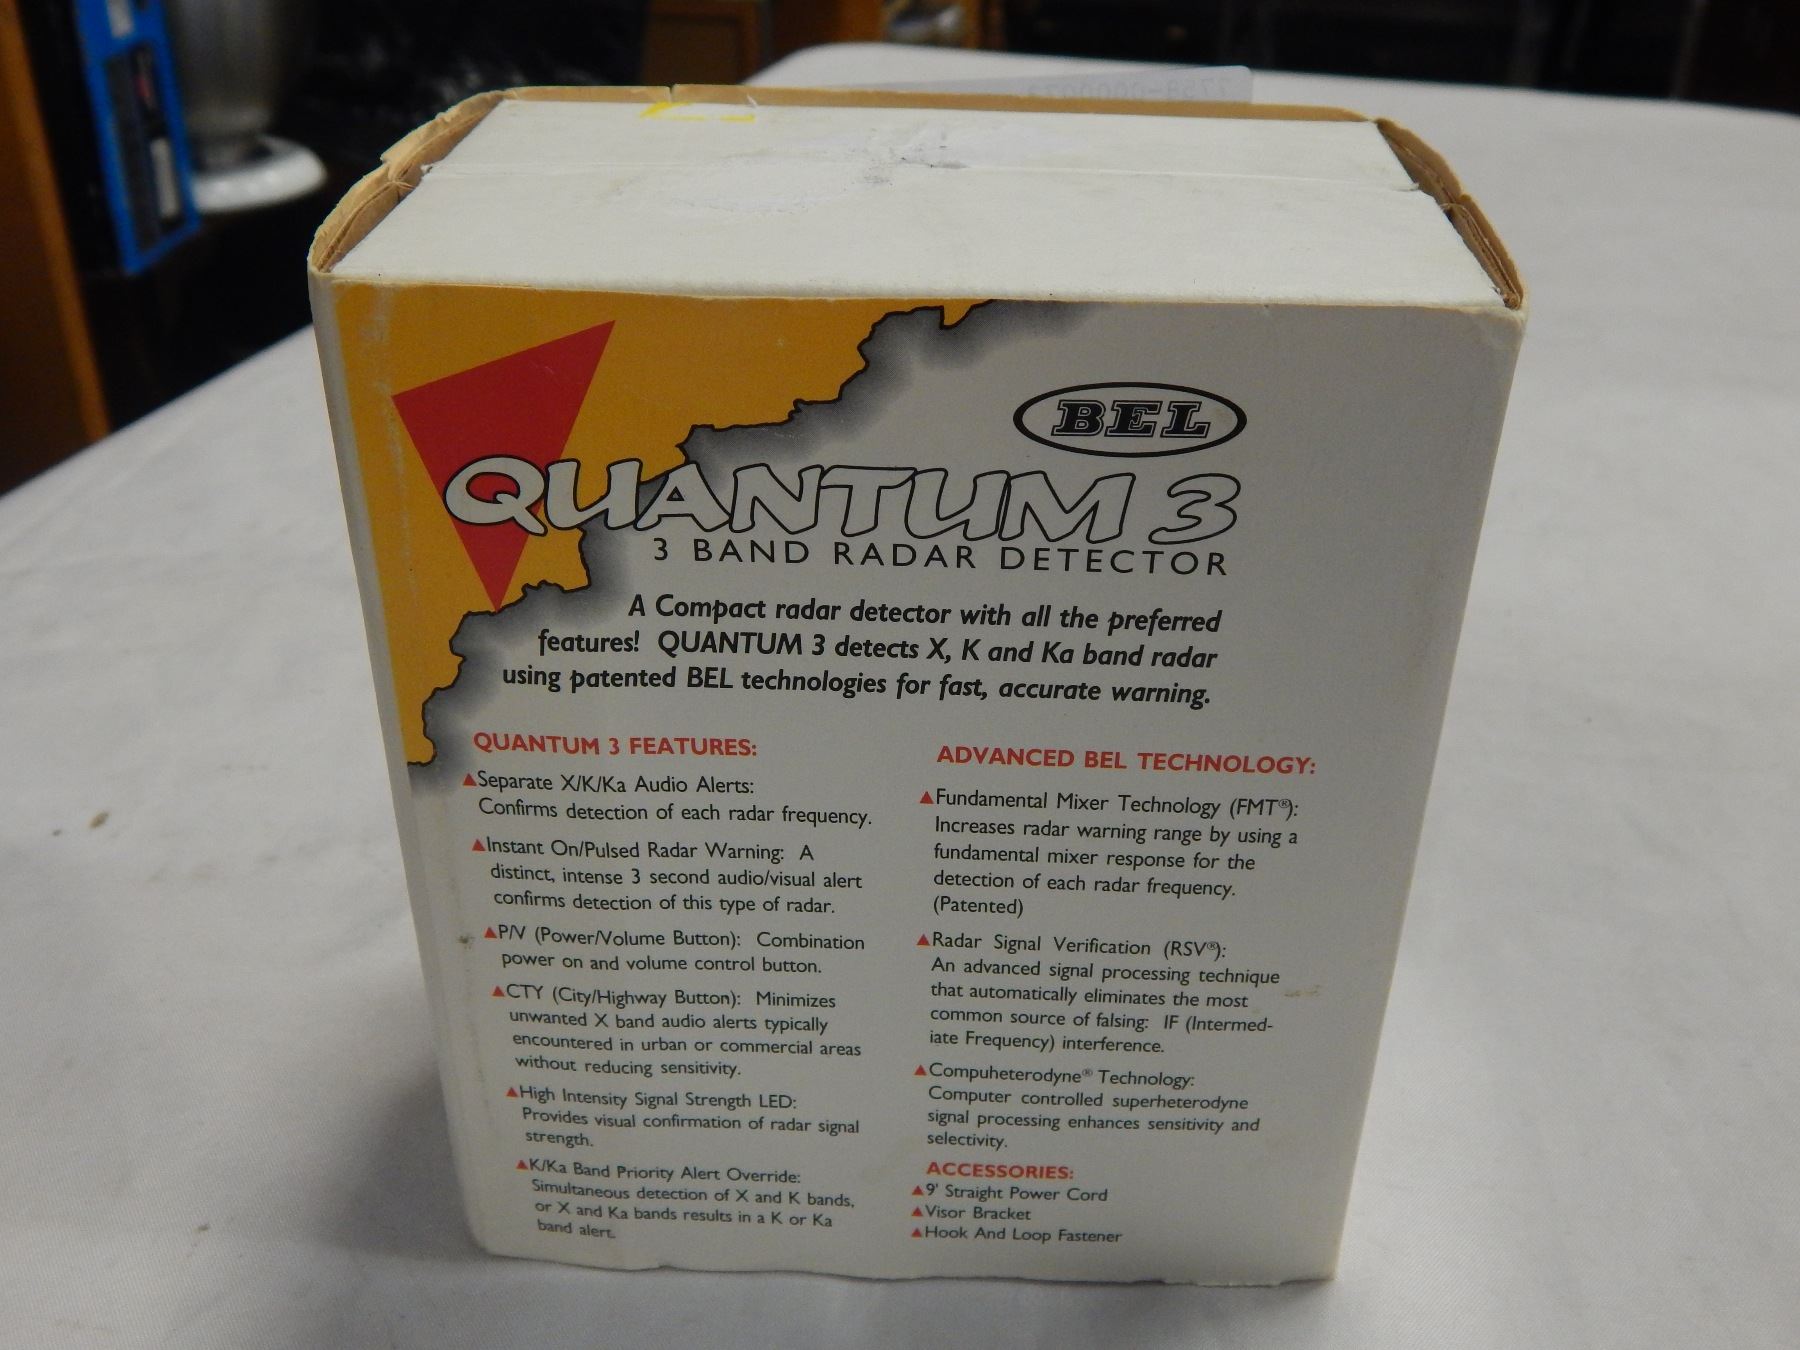 BEL
QUANTUM 3
3 BAND RADAR DETECTOR
A Compact radar detector with all the preferred
features! QUANTUM 3 detects X, K and Ka band radar
using patented BEL technologies for fast, accurate warning.
QUANTUM 3 FEATURES:
▲Separate X/K/Ka Audio Alerts:
Confirms detection of each radar frequency.
▲Instant On/Pulsed Radar Warning: A
distinct, intense 3 second audio/visual alert
confirms detection of this type of radar.
▲P/V (Power/Volume Button): Combination
power on and volume control button.
▲CTY (City/Highway Button): Minimizes
unwanted X band audio alerts typically
encountered in urban or commercial areas
without reducing sensitivity.
▲High Intensity Signal Strength LED:
Provides visual confirmation of radar signal
strength.
▲K/Ka Band Priority Alert Override:
Simultaneous detection of X and K bands,
or X and Ka bands results in a K or Ka
band alert.
ADVANCED BEL TECHNOLOGY:
▲Fundamental Mixer Technology (FMT®):
Increases radar warning range by using a
fundamental mixer response for the
detection of each radar frequency.
(Patented)
▲Radar Signal Verification (RSV®):
An advanced signal processing technique
that automatically eliminates the most
common source of falsing: IF (Intermed-
iate Frequency) interference.
▲Compuheterodyne® Technology:
Computer controlled superheterodyne
signal processing enhances sensitivity and
selectivity.
ACCESSORIES:
▲9' Straight Power Cord
▲Visor Bracket
▲Hook And Loop Fastener